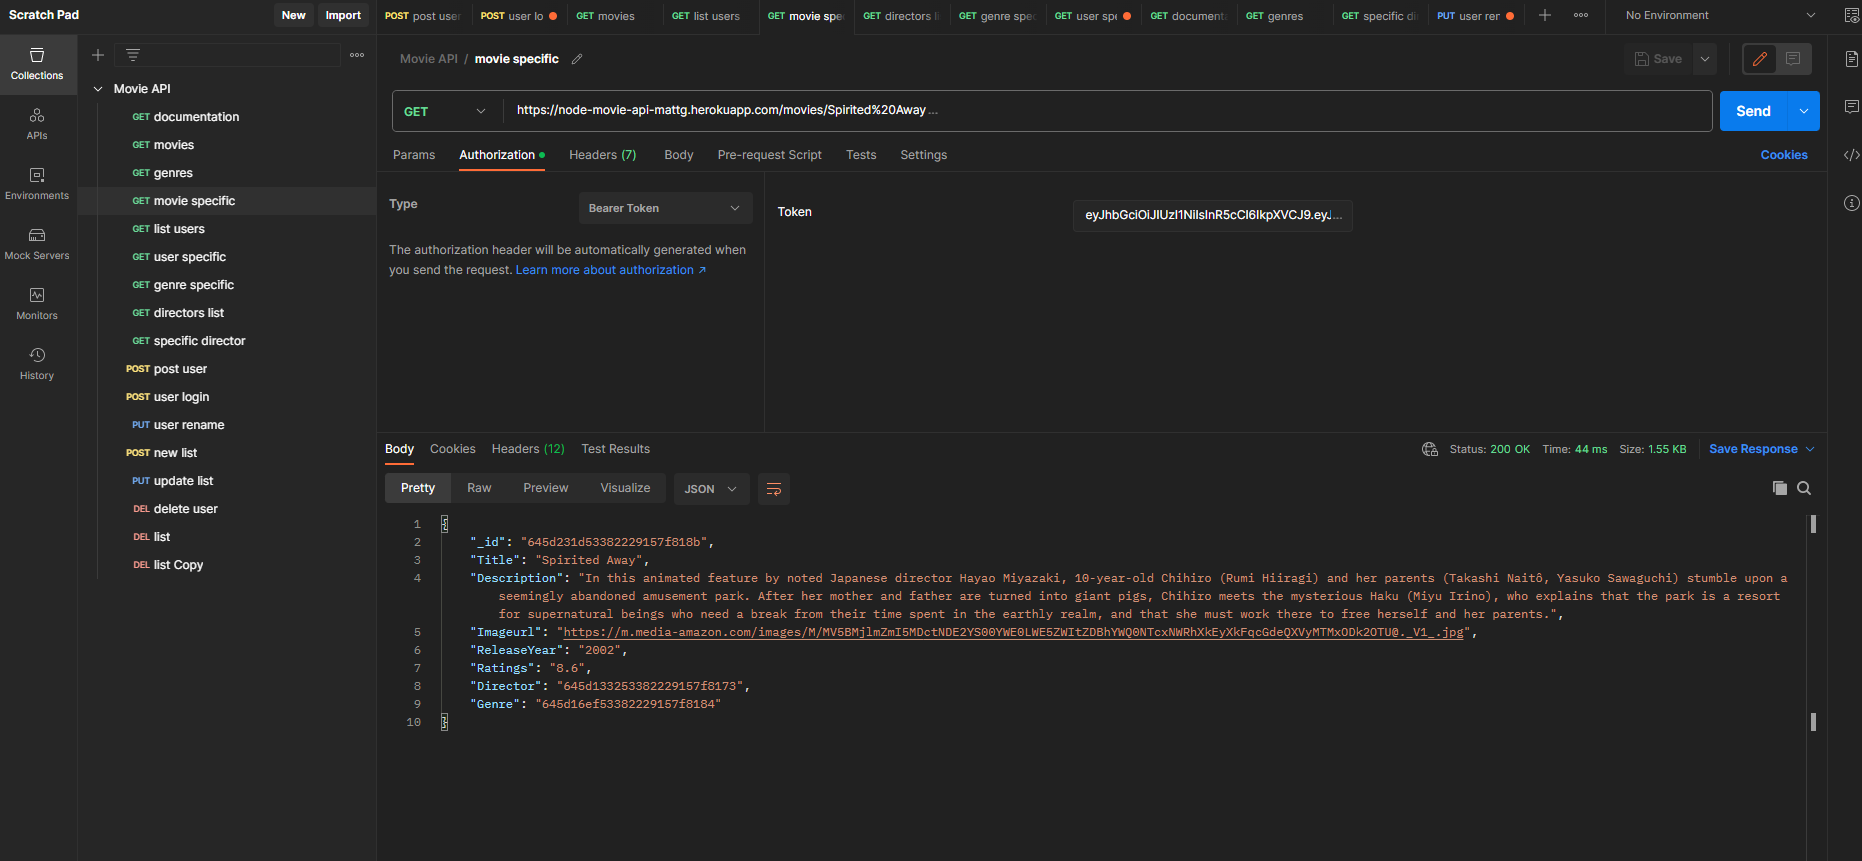 Scratch Pad
New
Import
POST post user
POST user lo
GET movies
GET list users
GET movie spe
GET directors li
GET genre spec
GET user spe
GET document
GET genres
GET specific di
PUT user ren
No Environment
Collections
APIs
Environments
Mock Servers
Monitors
History
Movie API
GET documentation
GET movies
GET genres
GET movie specific
GET list users
GET user specific
GET genre specific
GET directors list
GET specific director
POST post user
POST user login
PUT user rename
POST new list
PUT update list
DEL delete user
DEL list
DEL list Copy
Movie API / movie specific
Save
GET
https://node-movie-api-mattg.herokuapp.com/movies/Spirited%20Away ...
Send
Params
Authorization
Headers (7)
Body
Pre-request Script
Tests
Settings
Cookies
Type
Bearer Token
The authorization header will be automatically generated when
you send the request. Learn more about authorization ↗
Token
eyJhbGciOiJIUzI1NiIsInR5cCI6IkpXVCJ9.eyJ...
Body
Cookies
Headers (12)
Test Results
Status: 200 OK
Time: 44 ms
Size: 1.55 KB
Save Response
Pretty
Raw
Preview
Visualize
JSON
1 {
2 "_id": "645d231d53382229157f818b",
3 "Title": "Spirited Away",
4 "Description": "In this animated feature by noted Japanese director Hayao Miyazaki, 10-year-old Chihiro (Rumi Hiiragi) and her parents (Takashi Naitô, Yasuko Sawaguchi) stumble upon a
seemingly abandoned amusement park. After her mother and father are turned into giant pigs, Chihiro meets the mysterious Haku (Miyu Irino), who explains that the park is a resort
for supernatural beings who need a break from their time spent in the earthly realm, and that she must work there to free herself and her parents.",
5 "Imageurl": "https://m.media-amazon.com/images/M/MV5BMjlmZmI5MDctNDE2YS00YWE0LWE5ZWItZDBhYWQ0NTcxNWRhXkEyXkFqcGdeQXVyMTMxODk2OTU@._V1_.jpg",
6 "ReleaseYear": "2002",
7 "Ratings": "8.6",
8 "Director": "645d133253382229157f8173",
9 "Genre": "645d16ef53382229157f8184"
10 }